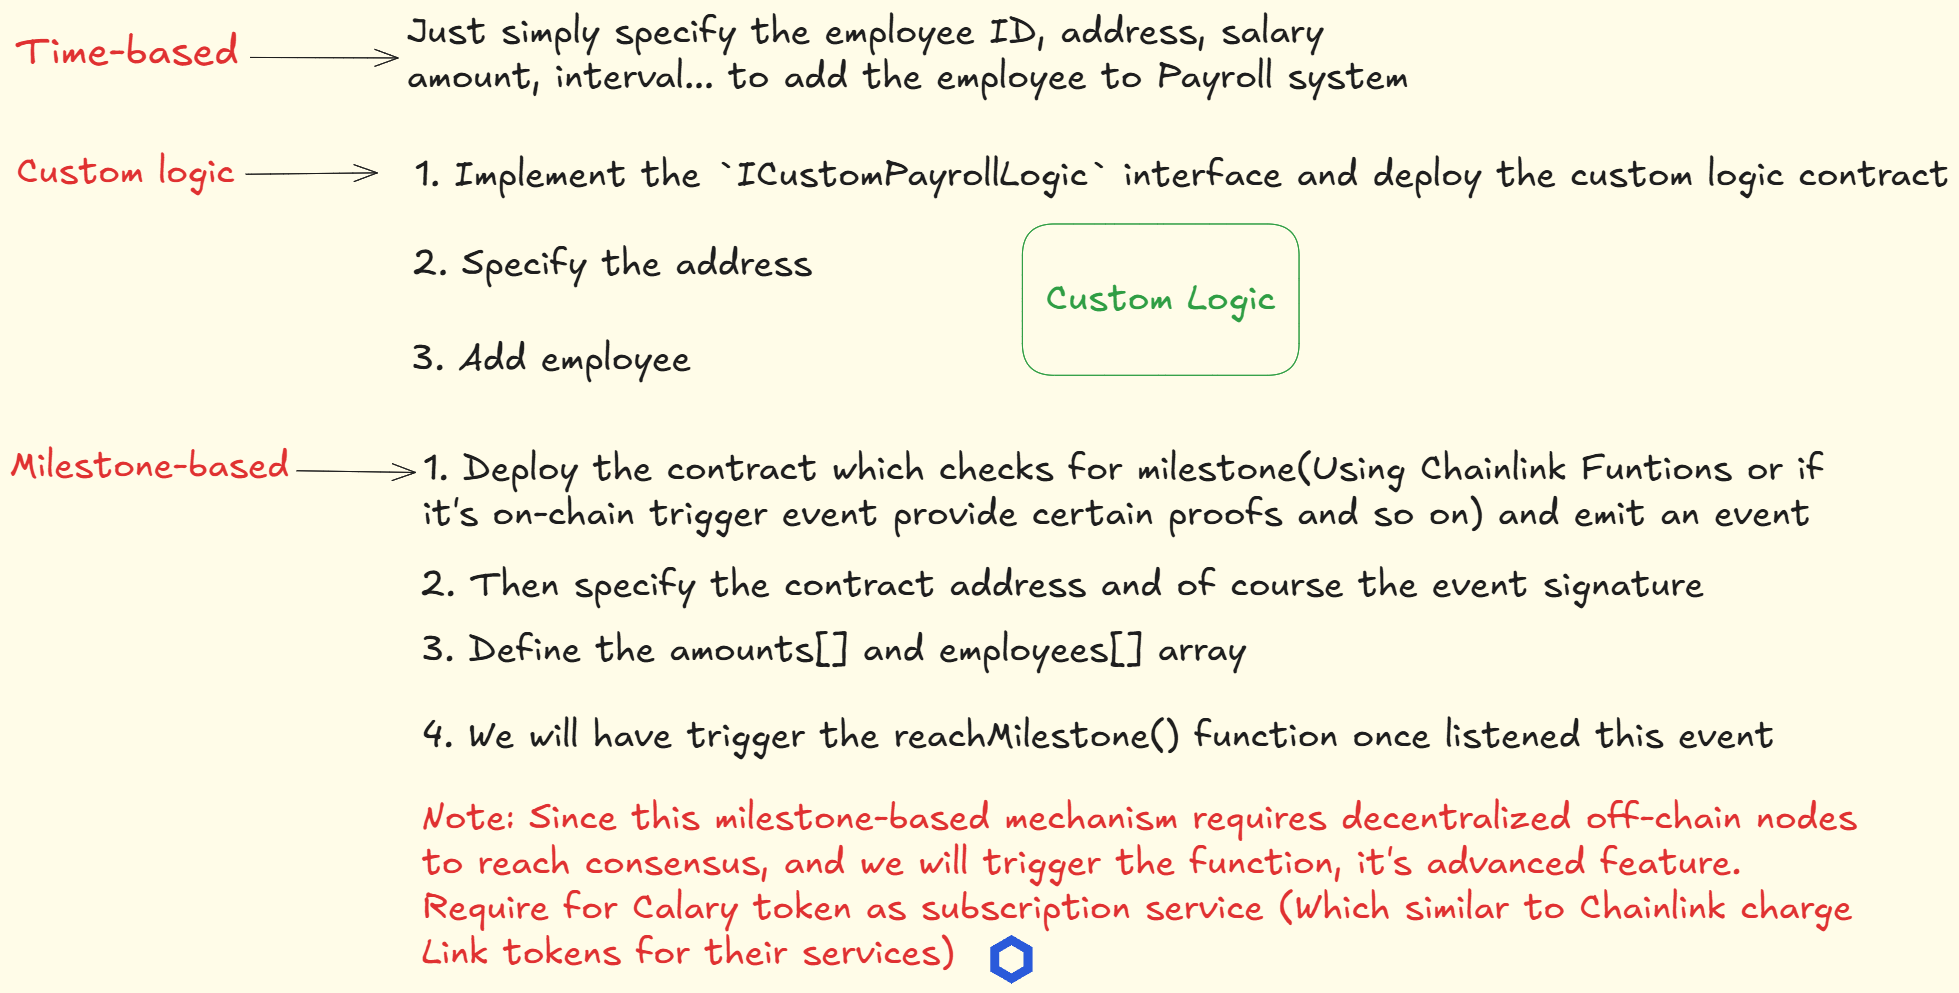 Time-based
Just simply specify the employee ID, address, salary
amount, interval... to add the employee to Payroll system
Custom logic
1. Implement the `ICustomPayrollLogic` interface and deploy the custom logic contract
2. Specify the address
Custom Logic
3. Add employee
Milestone-based
1. Deploy the contract which checks for milestone(Using Chainlink Funtions or if
it's on-chain trigger event provide certain proofs and so on) and emit an event
2. Then specify the contract address and of course the event signature
3. Define the amounts[] and employees[] array
4. We will have trigger the reachMilestone() function once listened this event
Note: Since this milestone-based mechanism requires decentralized off-chain nodes
to reach consensus, and we will trigger the function, it's advanced feature.
Require for Calary token as subscription service (Which similar to Chainlink charge
Link tokens for their services)